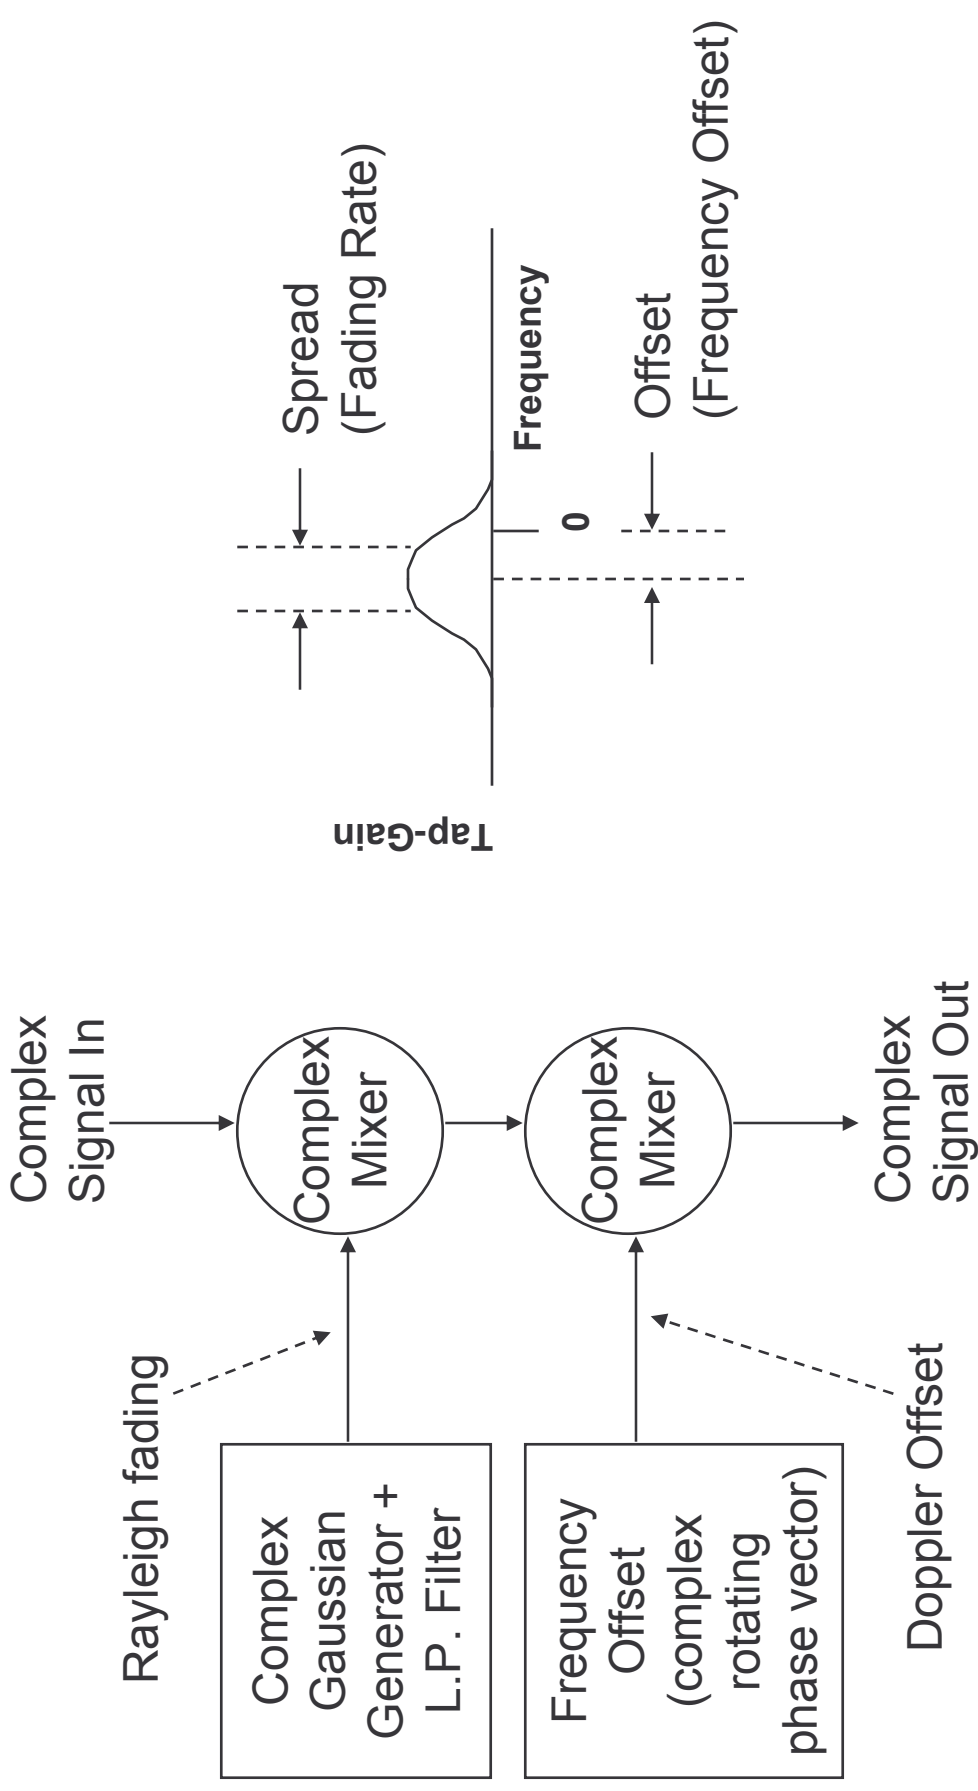 Complex
Signal In
Rayleigh fading
Complex
Mixer
Complex
Gaussian
Generator +
L.P. Filter
Complex
Mixer
Frequency
Offset
(complex
rotating
phase vector)
Doppler Offset
Complex
Signal Out
Spread
(Fading Rate)
Tap-Gain
Frequency
0
Offset
(Frequency Offset)